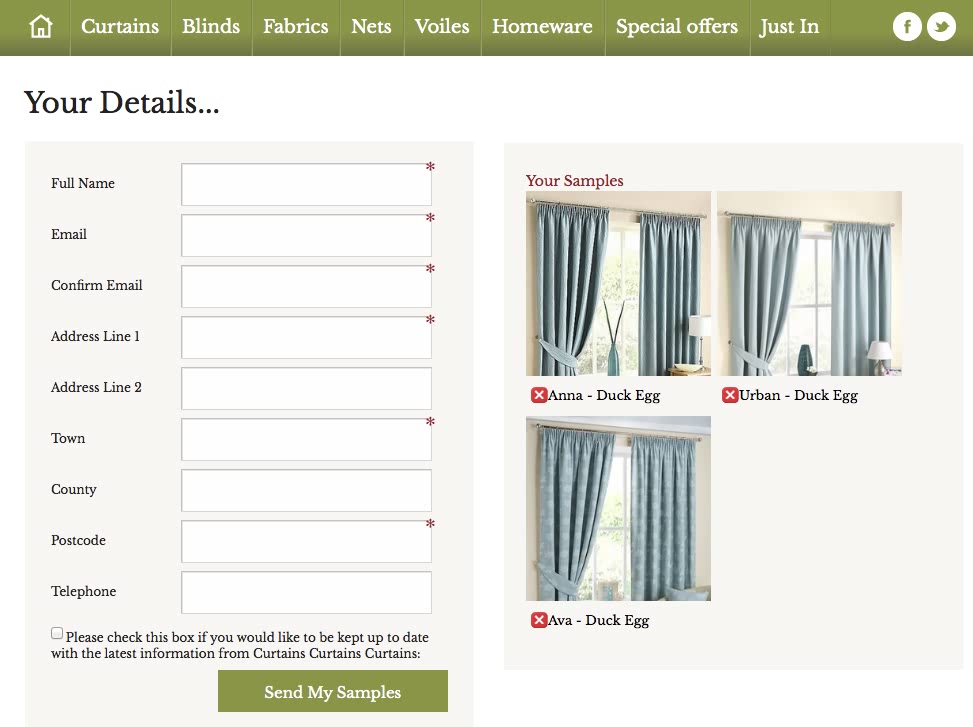 Curtains Blinds Fabrics Nets Voiles Homeware Special offers Just In f
Your Details...
Full Name *
Email *
Confirm Email *
Address Line 1 *
Address Line 2
Town *
County
Postcode *
Telephone
Please check this box if you would like to be kept up to date
with the latest information from Curtains Curtains Curtains:
Send My Samples
Your Samples
Anna - Duck Egg
Urban - Duck Egg
Ava - Duck Egg